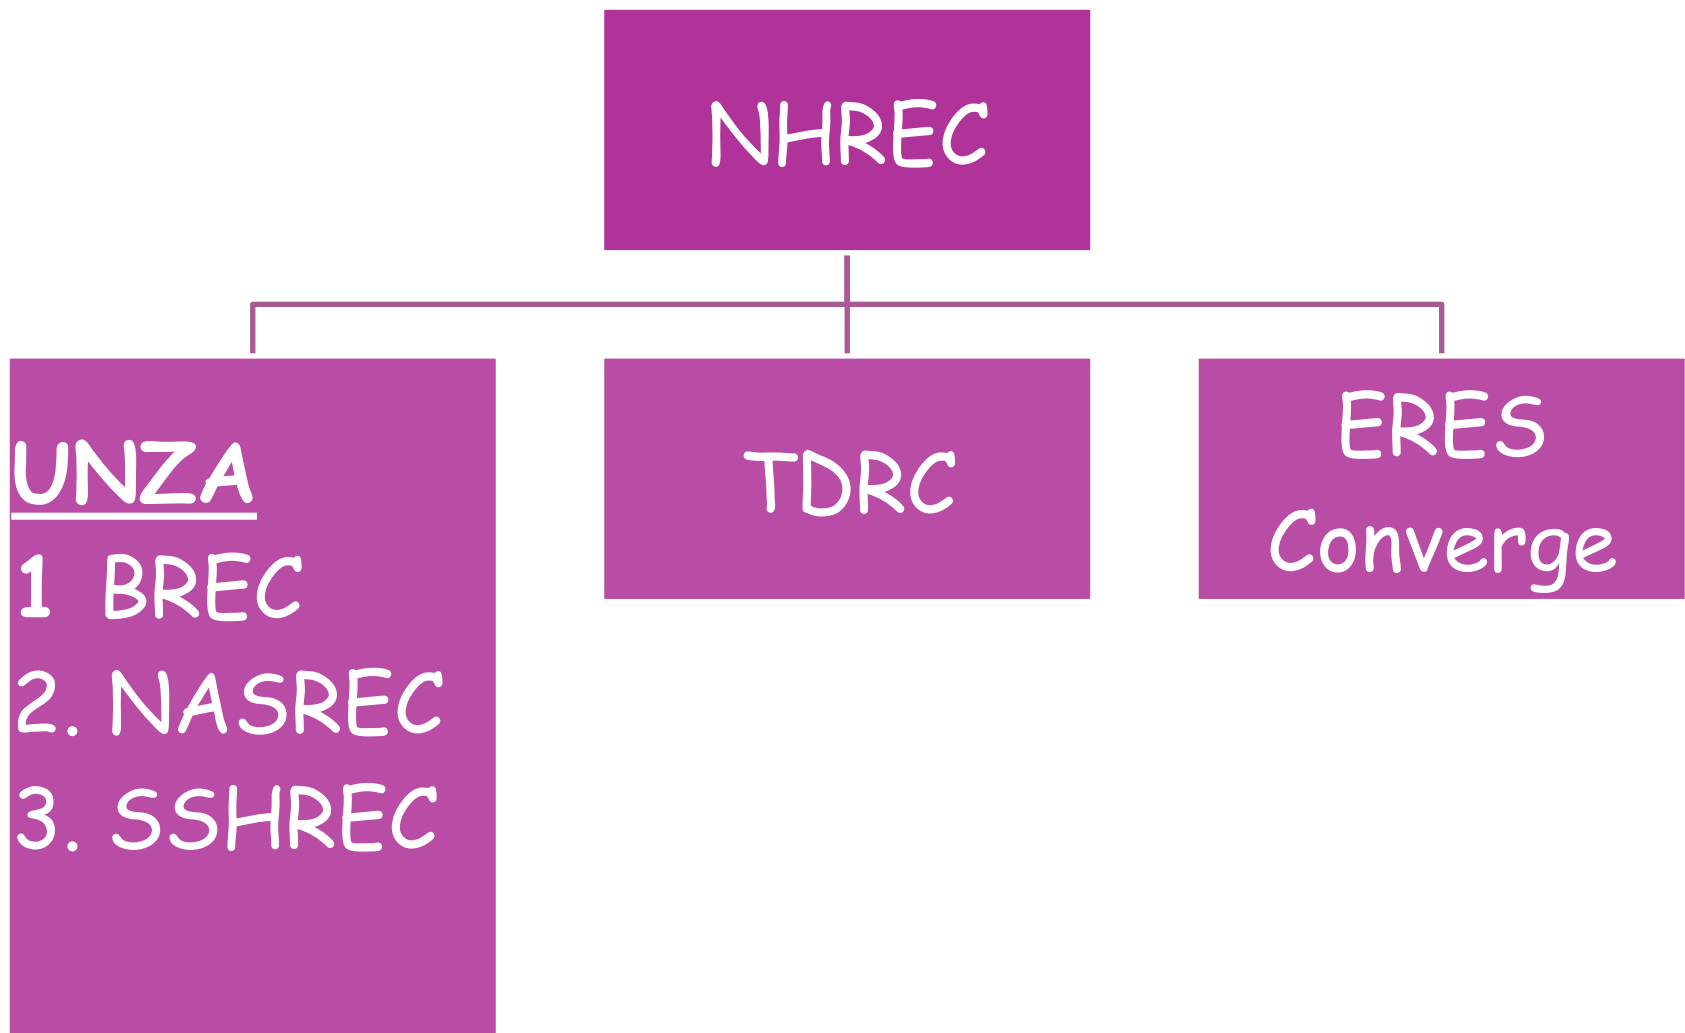 NHREC
UNZA
1 BREC
2. NASREC
3. SSHREC
TDRC
ERES
Converge